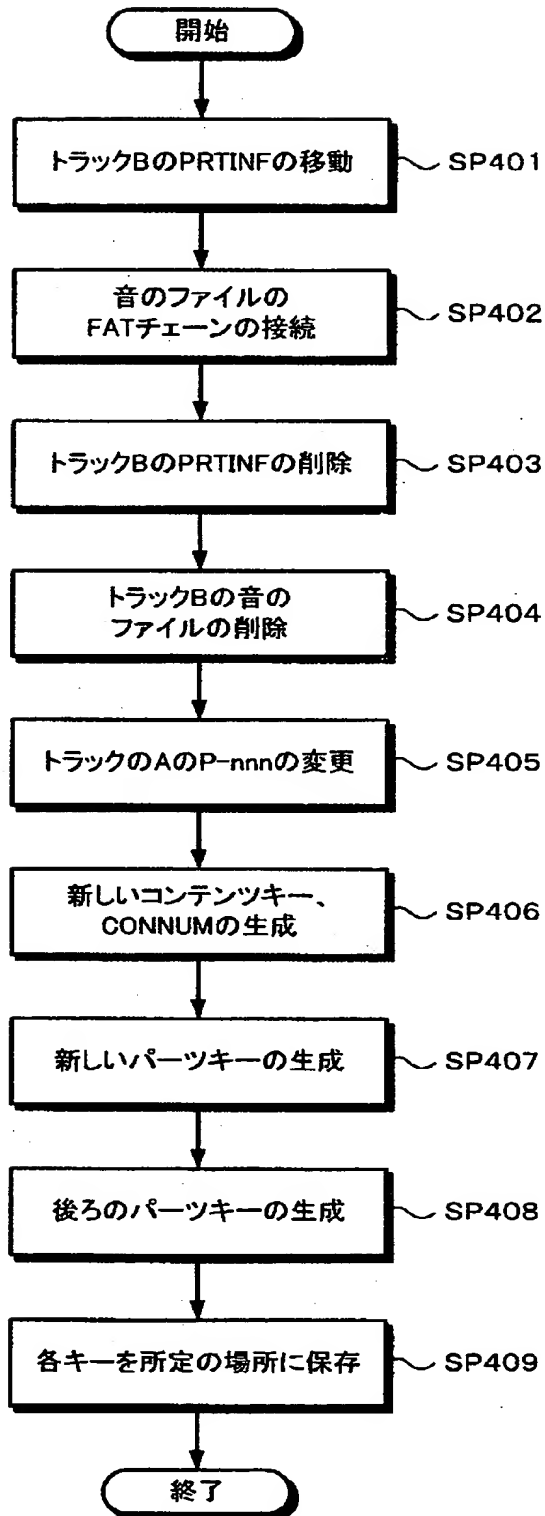 開始
トラックBのPRTINFの移動
SP401
音のファイルの
FATチェーンの接続
SP402
トラックBのPRTINFの削除
SP403
トラックBの音の
ファイルの削除
SP404
トラックのAのP-nnnの変更
SP405
新しいコンテンツキー、
CONNUMの生成
SP406
新しいパーツキーの生成
SP407
後ろのパーツキーの生成
SP408
各キーを所定の場所に保存
SP409
終了